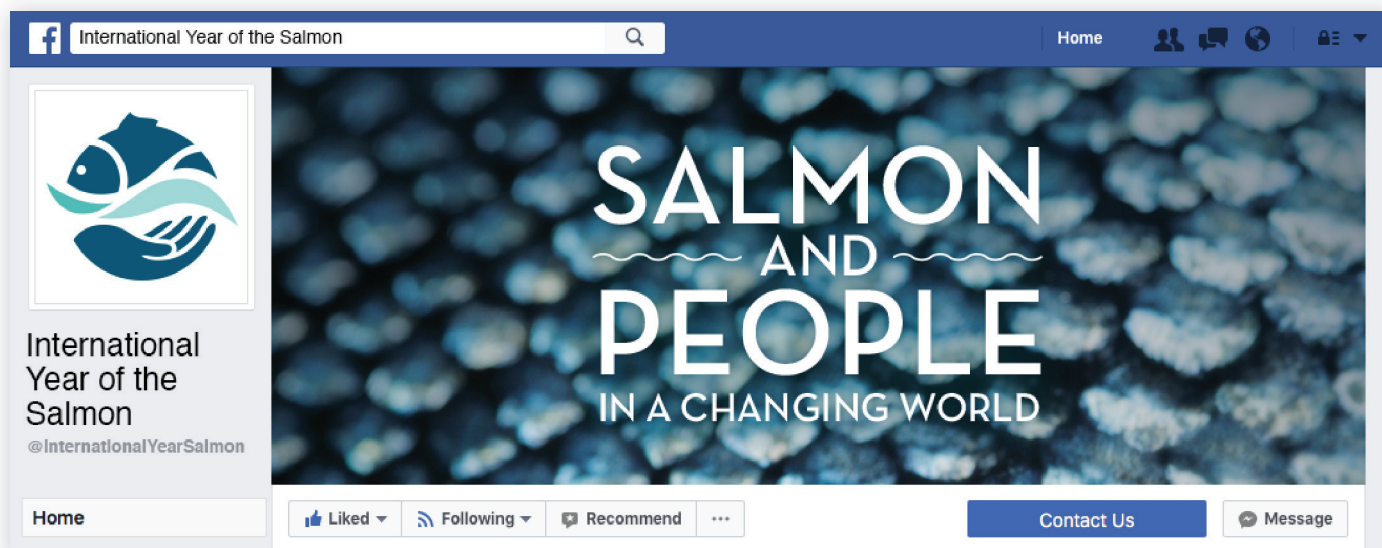 International Year of the Salmon
Home
SALMON
AND
PEOPLE
IN A CHANGING WORLD
International
Year of the
Salmon
@InternationalYearSalmon
Home
Liked
Following
Recommend
Contact Us
Message